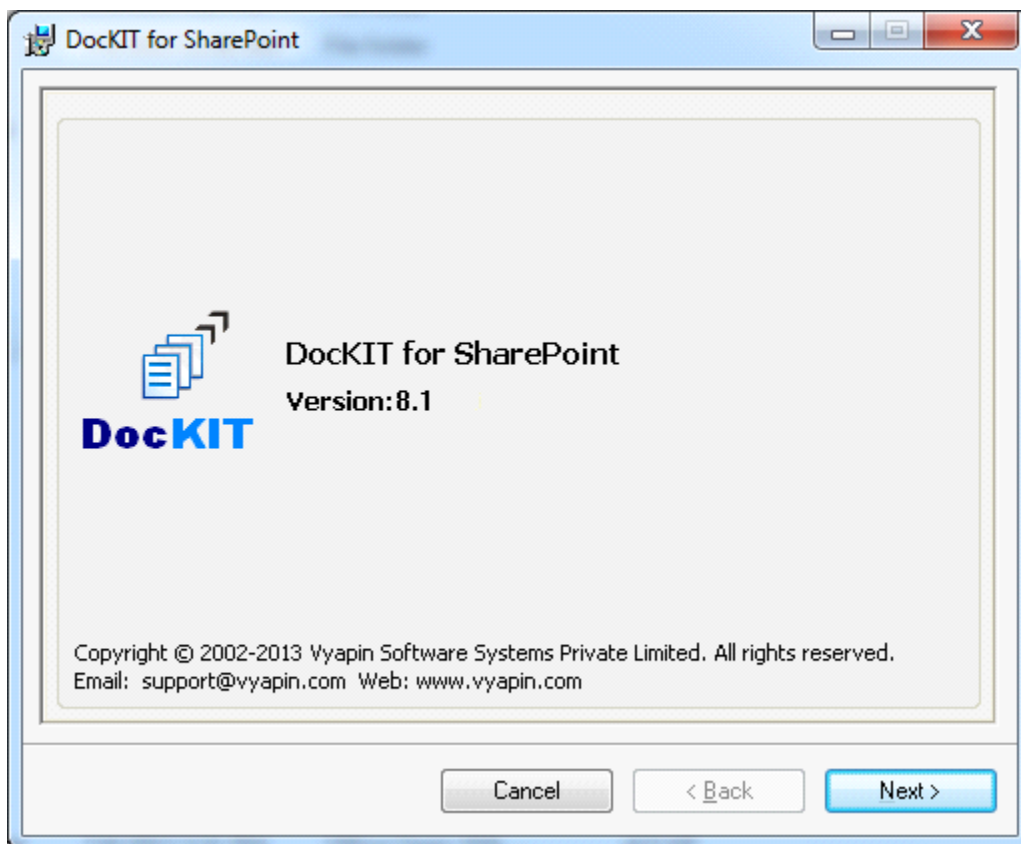 DocKIT for SharePoint
DocKIT for SharePoint
Version:8.1
DocKIT
Copyright © 2002-2013 Vyapin Software Systems Private Limited. All rights reserved.
Email: support@vyapin.com Web: www.vyapin.com
Cancel
< Back
Next >